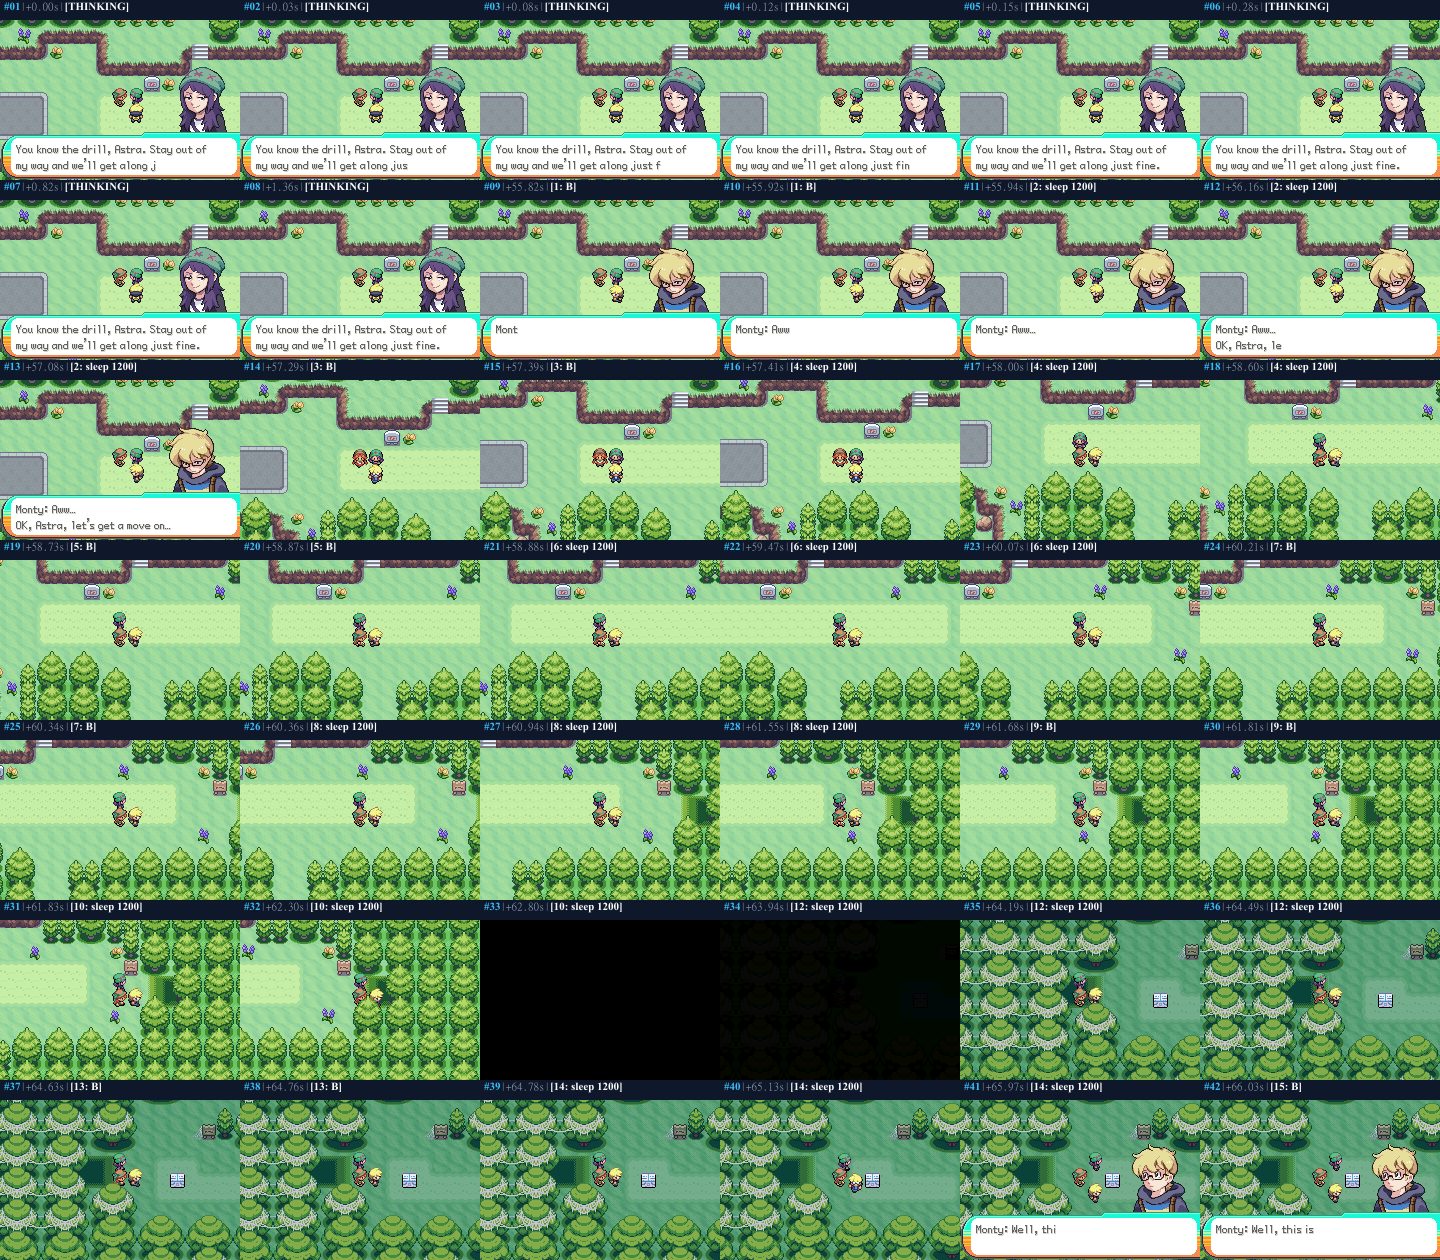 #01|+0.00s|[THINKING]
#02|+0.03s|[THINKING]
#03|+0.08s|[THINKING]
#04|+0.12s|[THINKING]
#05|+0.15s|[THINKING]
#06|+0.28s|[THINKING]
You know the drill, Astra. Stay out of
my way and we'll get along j
You know the drill, Astra. Stay out of
my way and we'll get along jus
You know the drill, Astra. Stay out of
my way and we'll get along just f
You know the drill, Astra. Stay out of
my way and we'll get along just fin
You know the drill, Astra. Stay out of
my way and we'll get along just fine.
You know the drill, Astra. Stay out of
my way and we'll get along just fine.
#07|+0.82s|[THINKING]
#08|+1.36s|[THINKING]
#09|+55.82s|[1: B]
#10|+55.92s|[1: B]
#11|+55.94s|[2: sleep 1200]
#12|+56.16s|[2: sleep 1200]
You know the drill, Astra. Stay out of
my way and we'll get along just fine.
You know the drill, Astra. Stay out of
my way and we'll get along just fine.
Mont
Monty: Aww
Monty: Aww...
Monty: Aww...
OK, Astra, le
#13|+57.08s|[2: sleep 1200]
#14|+57.29s|[3: B]
#15|+57.39s|[3: B]
#16|+57.41s|[4: sleep 1200]
#17|+58.00s|[4: sleep 1200]
#18|+58.60s|[4: sleep 1200]
Monty: Aww...
OK, Astra, let's get a move on...
#19|+58.73s|[5: B]
#20|+58.87s|[5: B]
#21|+58.88s|[6: sleep 1200]
#22|+59.47s|[6: sleep 1200]
#23|+60.07s|[6: sleep 1200]
#24|+60.21s|[7: B]
#25|+60.34s|[7: B]
#26|+60.36s|[8: sleep 1200]
#27|+60.94s|[8: sleep 1200]
#28|+61.55s|[8: sleep 1200]
#29|+61.68s|[9: B]
#30|+61.81s|[9: B]
#31|+61.83s|[10: sleep 1200]
#32|+62.30s|[10: sleep 1200]
#33|+62.80s|[10: sleep 1200]
#34|+63.94s|[12: sleep 1200]
#35|+64.19s|[12: sleep 1200]
#36|+64.49s|[12: sleep 1200]
#37|+64.63s|[13: B]
#38|+64.76s|[13: B]
#39|+64.78s|[14: sleep 1200]
#40|+65.13s|[14: sleep 1200]
#41|+65.97s|[14: sleep 1200]
#42|+66.03s|[15: B]
Monty: Well, thi
Monty: Well, this is